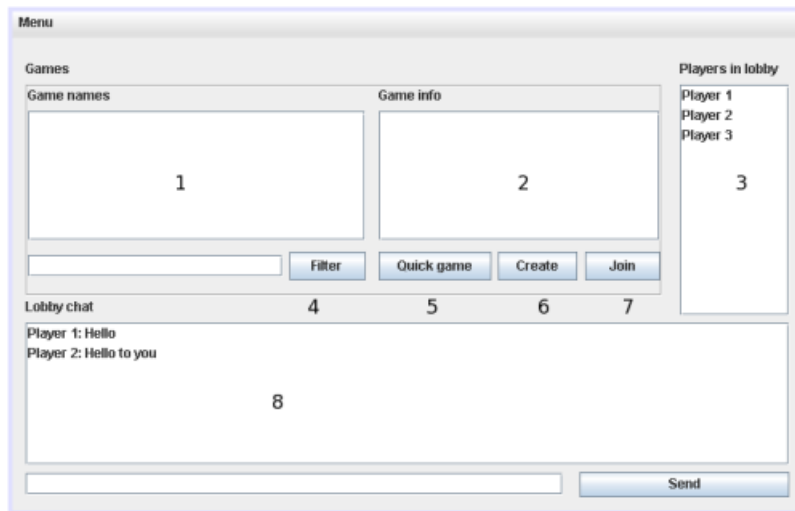 Menu
Games
Players in lobby
Game names
Game info
Player 1
Player 2
Player 3
1
2
3
Filter
Quick game
Create
Join
Lobby chat
4
5
6
7
Player 1: Hello
Player 2: Hello to you
8
Send